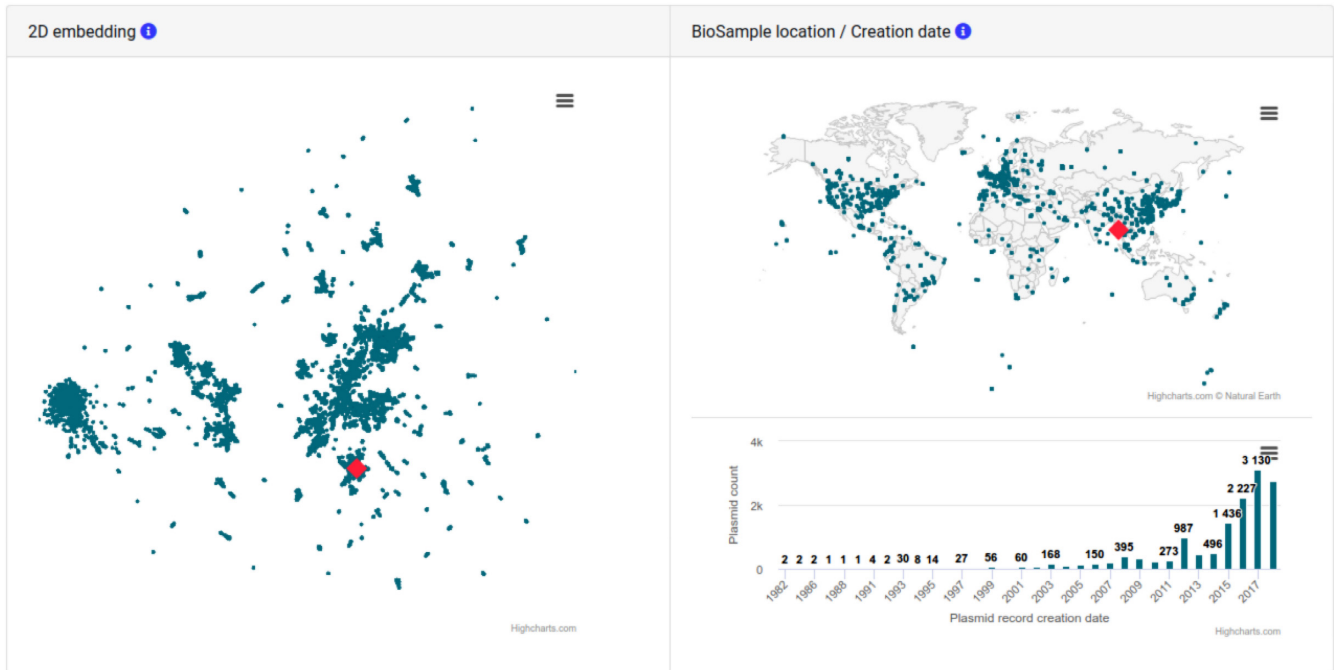 2D embedding
BioSample location / Creation date
Highcharts.com
Highcharts.com © Natural Earth
4k
2k
0
Plasmid count
2 2 2 1 1 1 4 2 30 8 14 27 56 60 168 150 395 273 987 496 1 436 2 227 3 130
1982 1986 1988 1991 1993 1995 1997 1999 2001 2003 2005 2007 2009 2011 2013 2015 2017
Plasmid record creation date
Highcharts.com